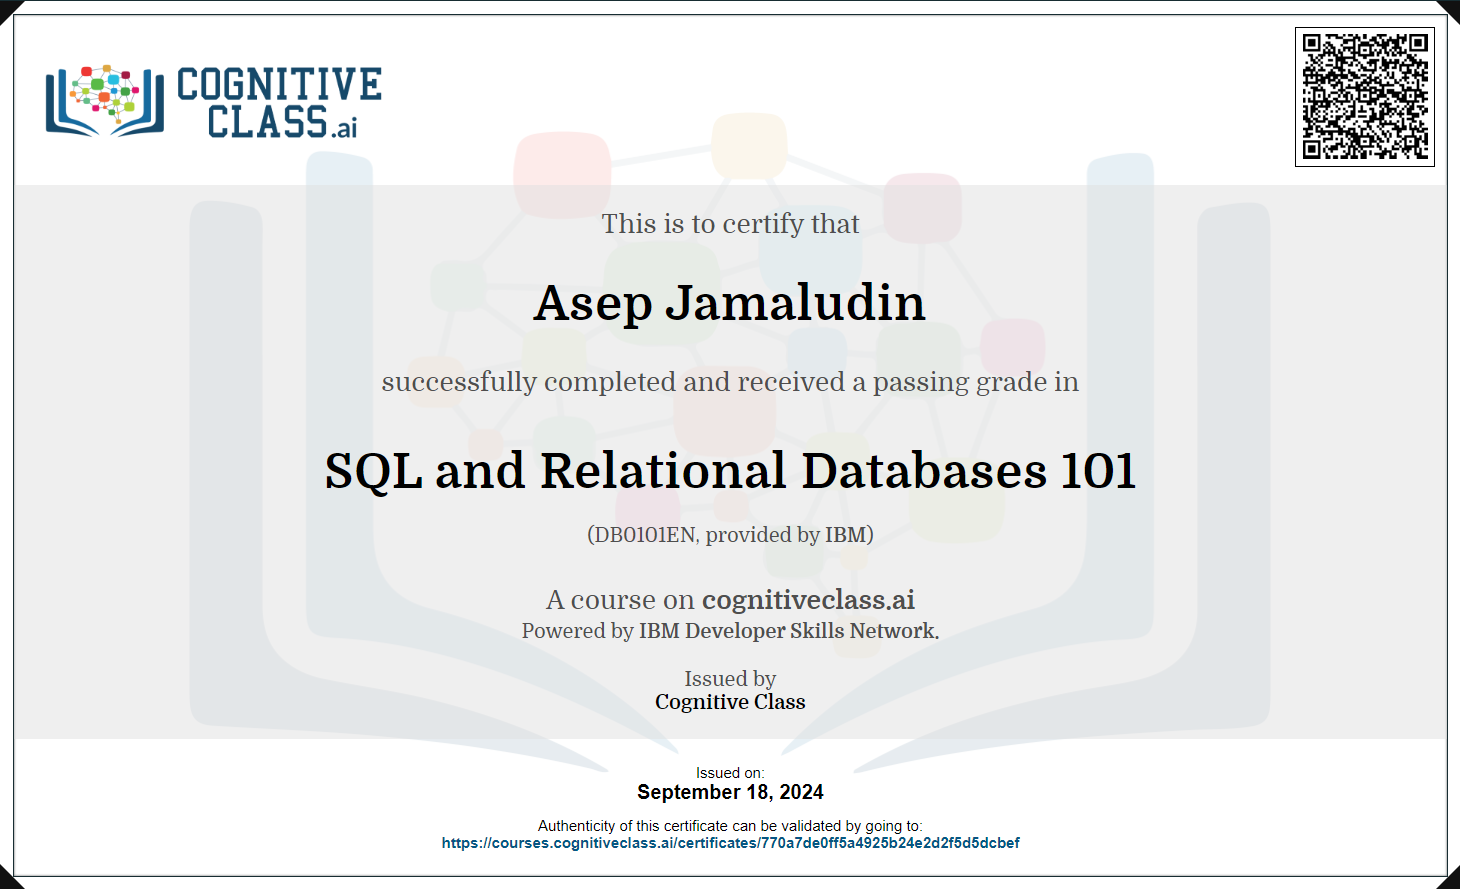 COGNITIVE
CLASS.ai
This is to certify that
Asep Jamaludin
successfully completed and received a passing grade in
SQL and Relational Databases 101
(DB0101EN, provided by IBM)
A course on cognitiveclass.ai
Powered by IBM Developer Skills Network.
Issued by
Cognitive Class
Issued on:
September 18, 2024
Authenticity of this certificate can be validated by going to:
https://courses.cognitiveclass.ai/certificates/770a7de0ff5a4925b24e2d2f5d5dcbef